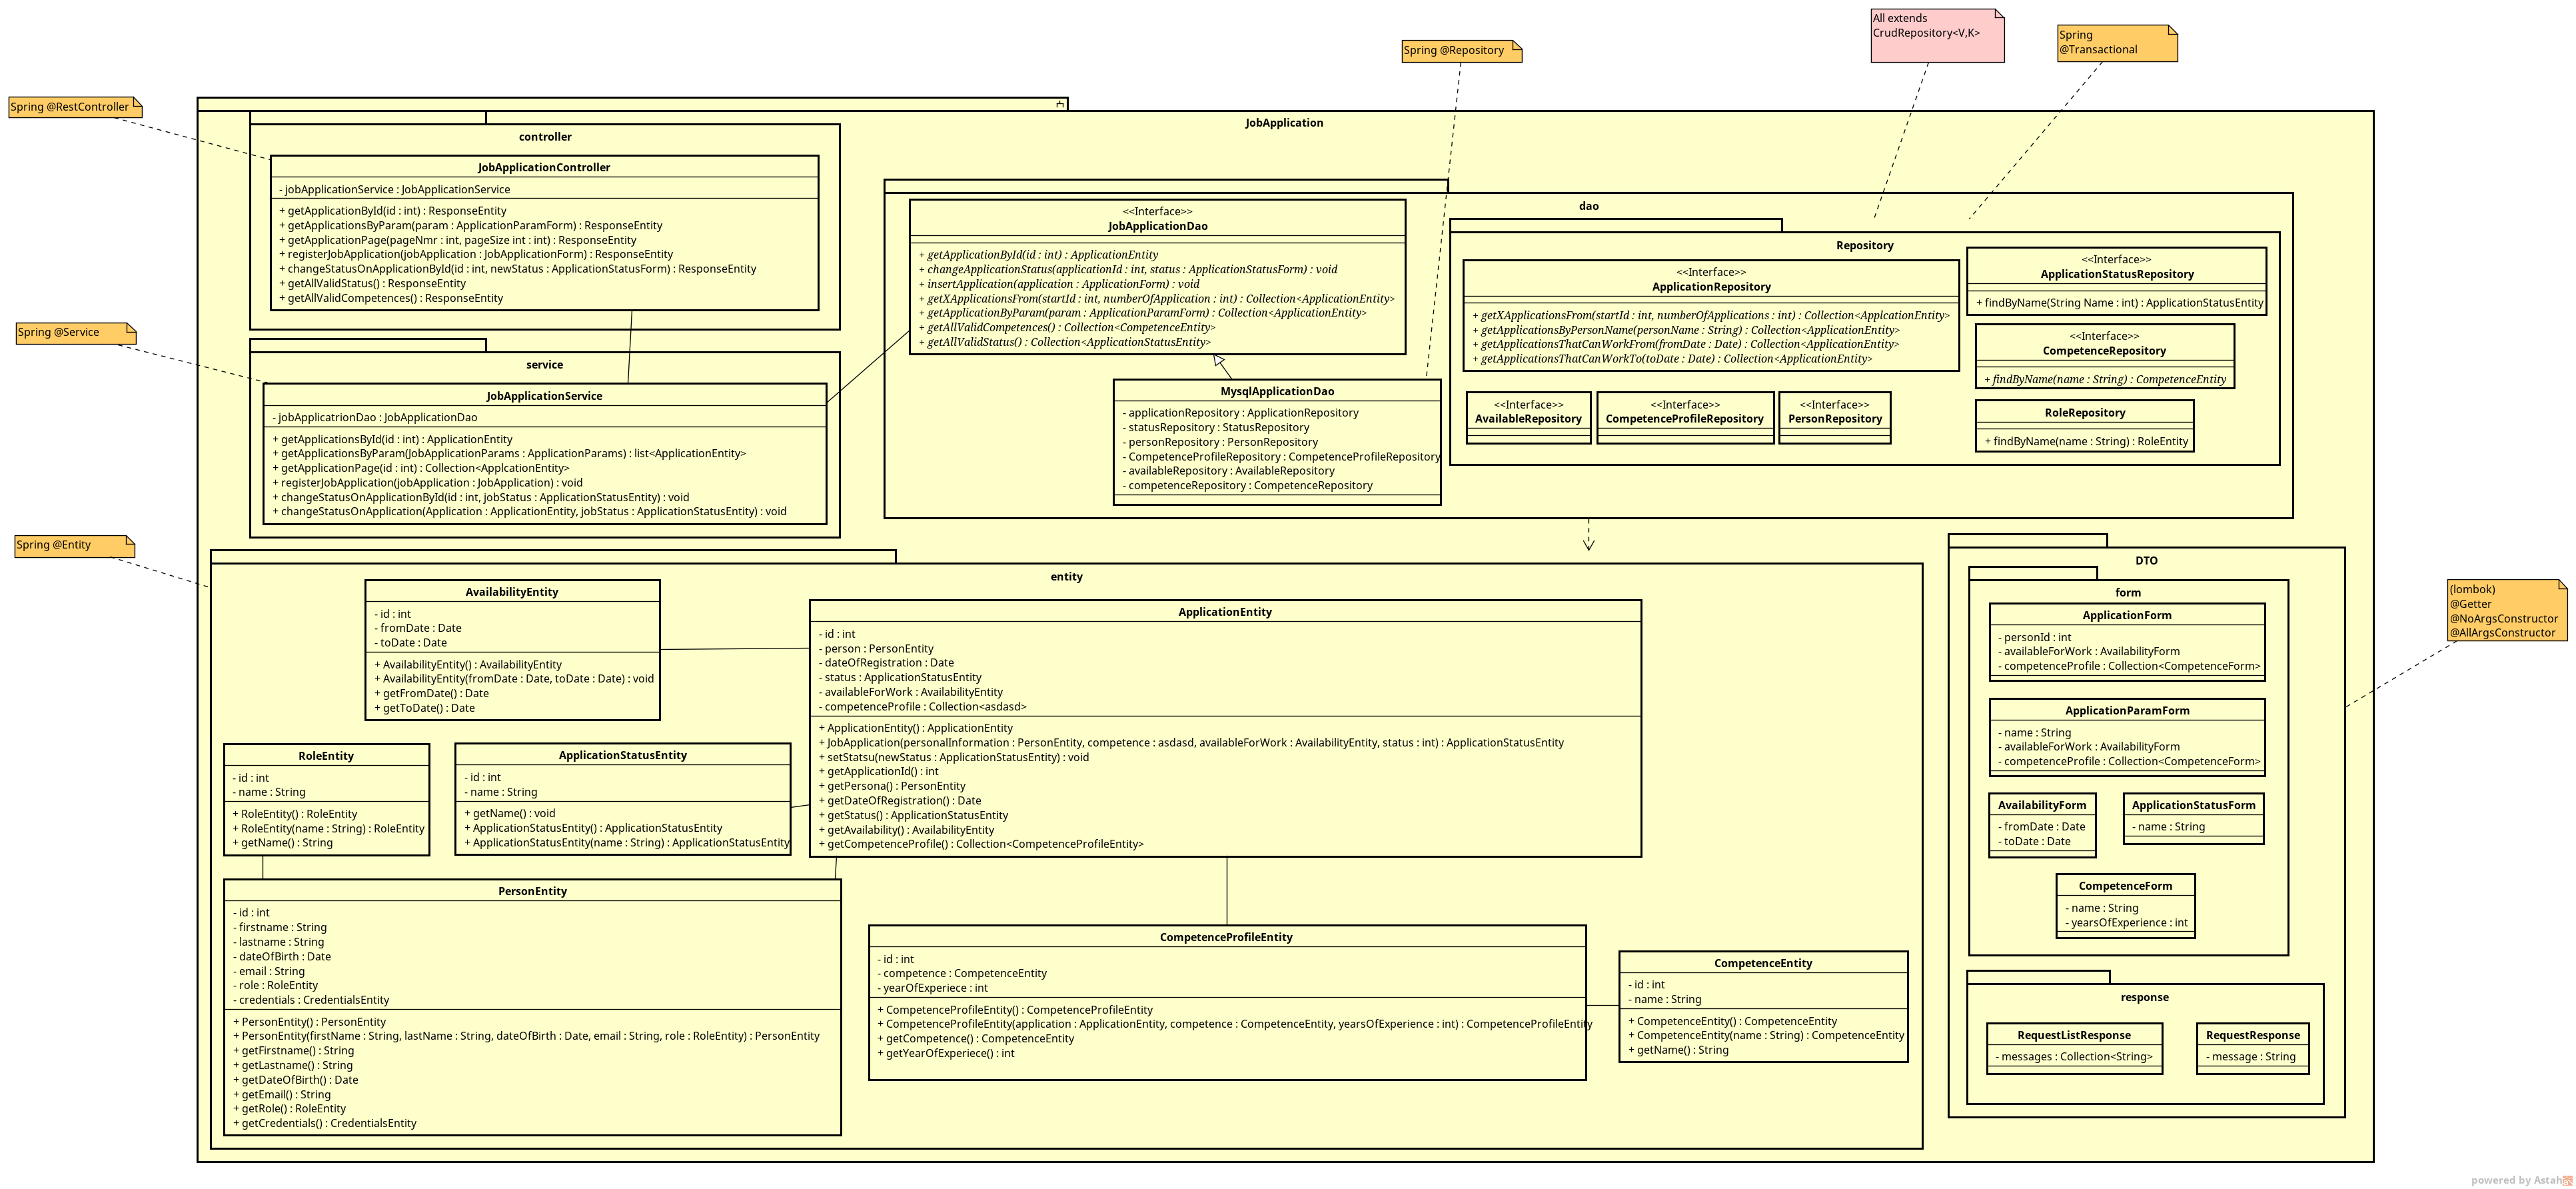 All extends
CrudRepository<V,K>
Spring
@Transactional
Spring @Repository
Spring @RestController
JobApplication
controller
JobApplicationController
- jobApplicationService : JobApplicationService
+ getApplicationById(id : int) : ResponseEntity
+ getApplicationsByParam(param : ApplicationParamForm) : ResponseEntity
+ getApplicationPage(pageNmr : int, pageSize int : int) : ResponseEntity
+ registerJobApplication(jobApplication : JobApplicationForm) : ResponseEntity
+ changeStatusOnApplicationById(id : int, newStatus : ApplicationStatusForm) : ResponseEntity
+ getAllValidStatus() : ResponseEntity
+ getAllValidCompetences() : ResponseEntity
Spring @Service
service
JobApplicationService
- jobApplicatrionDao : JobApplicationDao
+ getApplicationsById(id : int) : ApplicationEntity
+ getApplicationsByParam(JobApplicationParams : ApplicationParams) : list<ApplicationEntity>
+ getApplicationPage(id : int) : Collection<ApplcationEntity>
+ registerJobApplication(jobApplication : JobApplication) : void
+ changeStatusOnApplicationById(id : int, jobStatus : ApplicationStatusEntity) : void
+ changeStatusOnApplication(Application : ApplicationEntity, jobStatus : ApplicationStatusEntity) : void
dao
<<Interface>>
JobApplicationDao
+ getApplicationById(id : int) : ApplicationEntity
+ changeApplicationStatus(applicationId : int, status : ApplicationStatusForm) : void
+ insertApplication(application : ApplicationForm) : void
+ getXApplicationsFrom(startId : int, numberOfApplication : int) : Collection<ApplicationEntity>
+ getApplicationByParam(param : ApplicationParamForm) : Collection<ApplicationEntity>
+ getAllValidCompetences() : Collection<CompetenceEntity>
+ getAllValidStatus() : Collection<ApplicationStatusEntity>
MysqlApplicationDao
- applicationRepository : ApplicationRepository
- statusRepository : StatusRepository
- personRepository : PersonRepository
- CompetenceProfileRepository : CompetenceProfileRepository
- availableRepository : AvailableRepository
- competenceRepository : CompetenceRepository
Repository
<<Interface>>
ApplicationRepository
+ getXApplicationsFrom(startId : int, numberOfApplications : int) : Collection<ApplcationEntity>
+ getApplicationsByPersonName(personName : String) : Collection<ApplicationEntity>
+ getApplicationsThatCanWorkFrom(fromDate : Date) : Collection<ApplicationEntity>
+ getApplicationsThatCanWorkTo(toDate : Date) : Collection<ApplicationEntity>
<<Interface>>
ApplicationStatusRepository
+ findByName(String Name : int) : ApplicationStatusEntity
<<Interface>>
CompetenceRepository
+ findByName(name : String) : CompetenceEntity
<<Interface>>
AvailableRepository
<<Interface>>
CompetenceProfileRepository
<<Interface>>
PersonRepository
RoleRepository
+ findByName(name : String) : RoleEntity
Spring @Entity
entity
AvailabilityEntity
- id : int
- fromDate : Date
- toDate : Date
+ AvailabilityEntity() : AvailabilityEntity
+ AvailabilityEntity(fromDate : Date, toDate : Date) : void
+ getFromDate() : Date
+ getToDate() : Date
ApplicationEntity
- id : int
- person : PersonEntity
- dateOfRegistration : Date
- status : ApplicationStatusEntity
- availableForWork : AvailabilityEntity
- competenceProfile : Collection<asdasd>
+ ApplicationEntity() : ApplicationEntity
+ JobApplication(personalInformation : PersonEntity, competence : asdasd, availableForWork : AvailabilityEntity, status : int) : ApplicationStatusEntity
+ setStatsu(newStatus : ApplicationStatusEntity) : void
+ getApplicationId() : int
+ getPersona() : PersonEntity
+ getDateOfRegistration() : Date
+ getStatus() : ApplicationStatusEntity
+ getAvailability() : AvailabilityEntity
+ getCompetenceProfile() : Collection<CompetenceProfileEntity>
RoleEntity
- id : int
- name : String
+ RoleEntity() : RoleEntity
+ RoleEntity(name : String) : RoleEntity
+ getName() : String
ApplicationStatusEntity
- id : int
- name : String
+ getName() : void
+ ApplicationStatusEntity() : ApplicationStatusEntity
+ ApplicationStatusEntity(name : String) : ApplicationStatusEntity
PersonEntity
- id : int
- firstname : String
- lastname : String
- dateOfBirth : Date
- email : String
- role : RoleEntity
- credentials : CredentialsEntity
+ PersonEntity() : PersonEntity
+ PersonEntity(firstName : String, lastName : String, dateOfBirth : Date, email : String, role : RoleEntity) : PersonEntity
+ getFirstname() : String
+ getLastname() : String
+ getDateOfBirth() : Date
+ getEmail() : String
+ getRole() : RoleEntity
+ getCredentials() : CredentialsEntity
CompetenceProfileEntity
- id : int
- competence : CompetenceEntity
- yearOfExperiece : int
+ CompetenceProfileEntity() : CompetenceProfileEntity
+ CompetenceProfileEntity(application : ApplicationEntity, competence : CompetenceEntity, yearsOfExperience : int) : CompetenceProfileEntity
+ getCompetence() : CompetenceEntity
+ getYearOfExperiece() : int
CompetenceEntity
- id : int
- name : String
+ CompetenceEntity() : CompetenceEntity
+ CompetenceEntity(name : String) : CompetenceEntity
+ getName() : String
DTO
form
ApplicationForm
- personId : int
- availableForWork : AvailabilityForm
- competenceProfile : Collection<CompetenceForm>
ApplicationParamForm
- name : String
- availableForWork : AvailabilityForm
- competenceProfile : Collection<CompetenceForm>
AvailabilityForm
- fromDate : Date
- toDate : Date
ApplicationStatusForm
- name : String
CompetenceForm
- name : String
- yearsOfExperience : int
response
RequestListResponse
- messages : Collection<String>
RequestResponse
- message : String
(lombok)
@Getter
@NoArgsConstructor
@AllArgsConstructor
powered by Astah